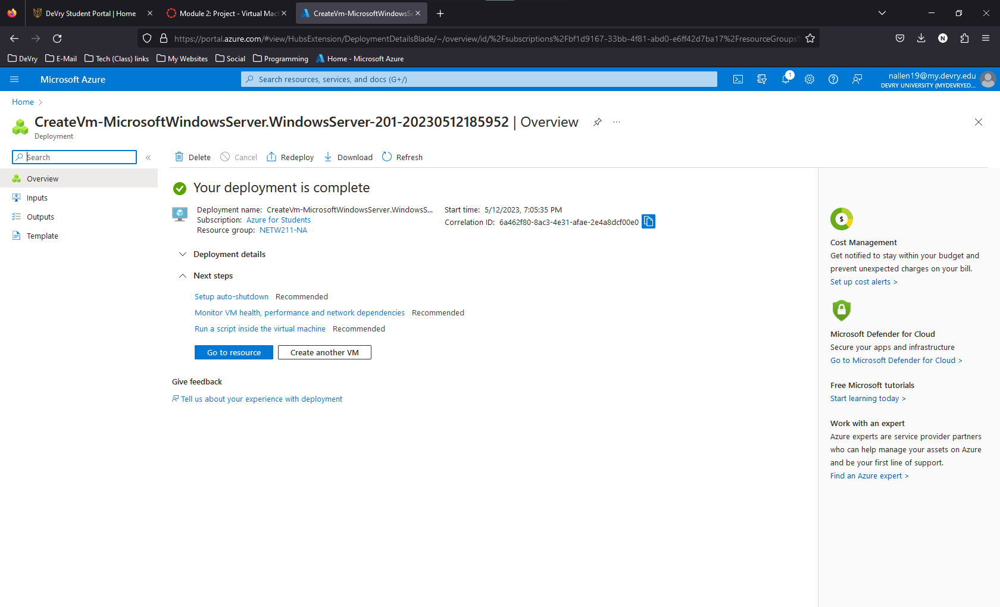 DeVry Student Portal | Home
Module 2: Project - Virtual Mac
CreateVm-MicrosoftWindowsSe
https://portal.azure.com/#view/HubsExtension/DeploymentDetailsBlade/~/overview/id/%2Fsubscriptions%2Fbf1d9167-33bb-4f81-abd0-e6ff42d7ba17%2FresourceGroups%
N
DeVry E-Mail Tech (Class) links My Websites Social Programming Home - Microsoft Azure
Microsoft Azure
Search resources, services, and docs (G+/)
1
nallen19@my.devry.edu
DEVRY UNIVERSITY (MYDEVRYED...
Home >
CreateVm-MicrosoftWindowsServer.WindowsServer-201-20230512185952 | Overview
...
Deployment
Search
«
Delete Cancel Redeploy Download Refresh
Overview
Inputs
Outputs
Template
Your deployment is complete
Deployment name: CreateVm-MicrosoftWindowsServer.WindowsS...
Subscription: Azure for Students
Resource group: NETW211-NA
Start time: 5/12/2023, 7:05:35 PM
Correlation ID: 6a462f80-8ac3-4e31-afae-2e4a8dcf00e0
Deployment details
Next steps
Setup auto-shutdown Recommended
Monitor VM health, performance and network dependencies Recommended
Run a script inside the virtual machine Recommended
Go to resource Create another VM
Give feedback
Tell us about your experience with deployment
$
Cost Management
Get notified to stay within your budget and
prevent unexpected charges on your bill.
Set up cost alerts >
Microsoft Defender for Cloud
Secure your apps and infrastructure
Go to Microsoft Defender for Cloud >
Free Microsoft tutorials
Start learning today >
Work with an expert
Azure experts are service provider partners
who can help manage your assets on Azure
and be your first line of support.
Find an Azure expert >